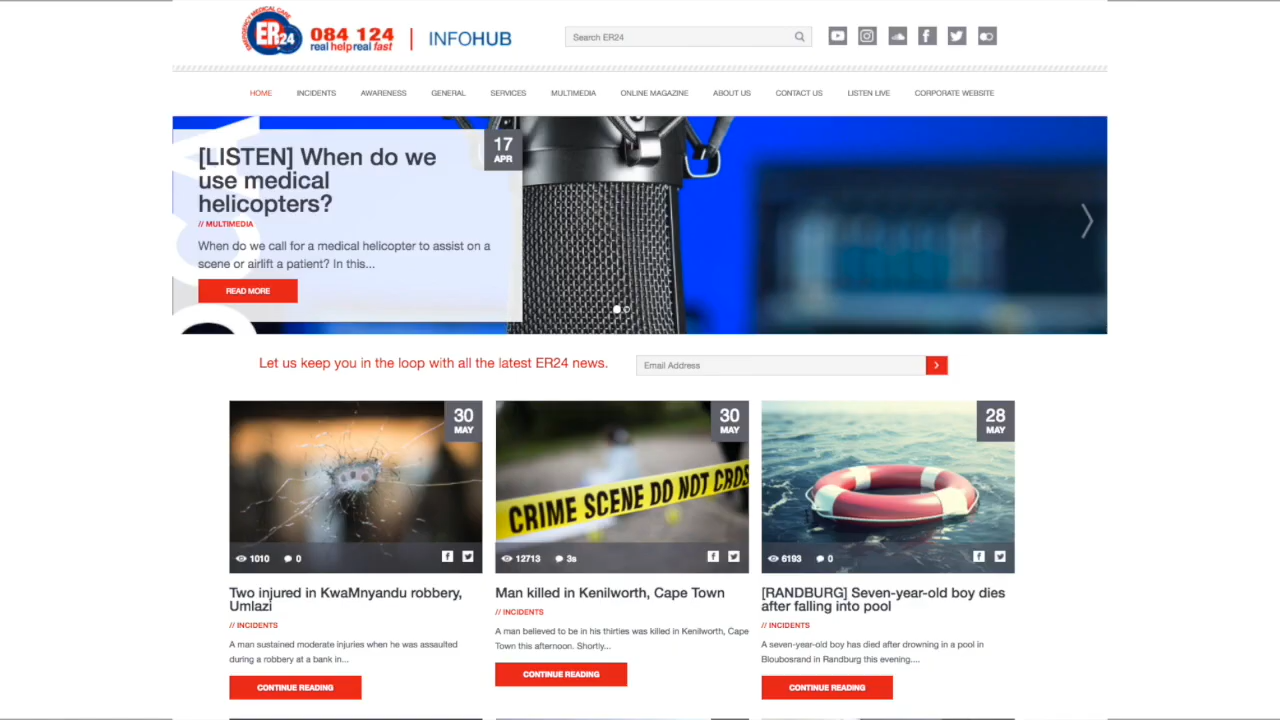 EMERGENCY MEDICAL CARE
ER24
084 124
real help real fast
INFOHUB
Search ER24
HOME INCIDENTS AWARENESS GENERAL SERVICES MULTIMEDIA ONLINE MAGAZINE ABOUT US CONTACT US LISTEN LIVE CORPORATE WEBSITE
[LISTEN] When do we
use medical
helicopters?
17
APR
// MULTIMEDIA
When do we call for a medical helicopter to assist on a
scene or airlift a patient? In this...
READ MORE
Let us keep you in the loop with all the latest ER24 news.
Email Address
30
MAY
1010 0
Two injured in KwaMnyandu robbery,
Umlazi
// INCIDENTS
A man sustained moderate injuries when he was assaulted
during a robbery at a bank in...
CONTINUE READING
30
MAY
CRIME SCENE DO NOT CROS
12713 3s
Man killed in Kenilworth, Cape Town
// INCIDENTS
A man believed to be in his thirties was killed in Kenilworth, Cape
Town this afternoon. Shortly...
CONTINUE READING
28
MAY
6193 0
[RANDBURG] Seven-year-old boy dies
after falling into pool
// INCIDENTS
A seven-year-old boy has died after drowning in a pool in
Bloubosrand in Randburg this evening....
CONTINUE READING